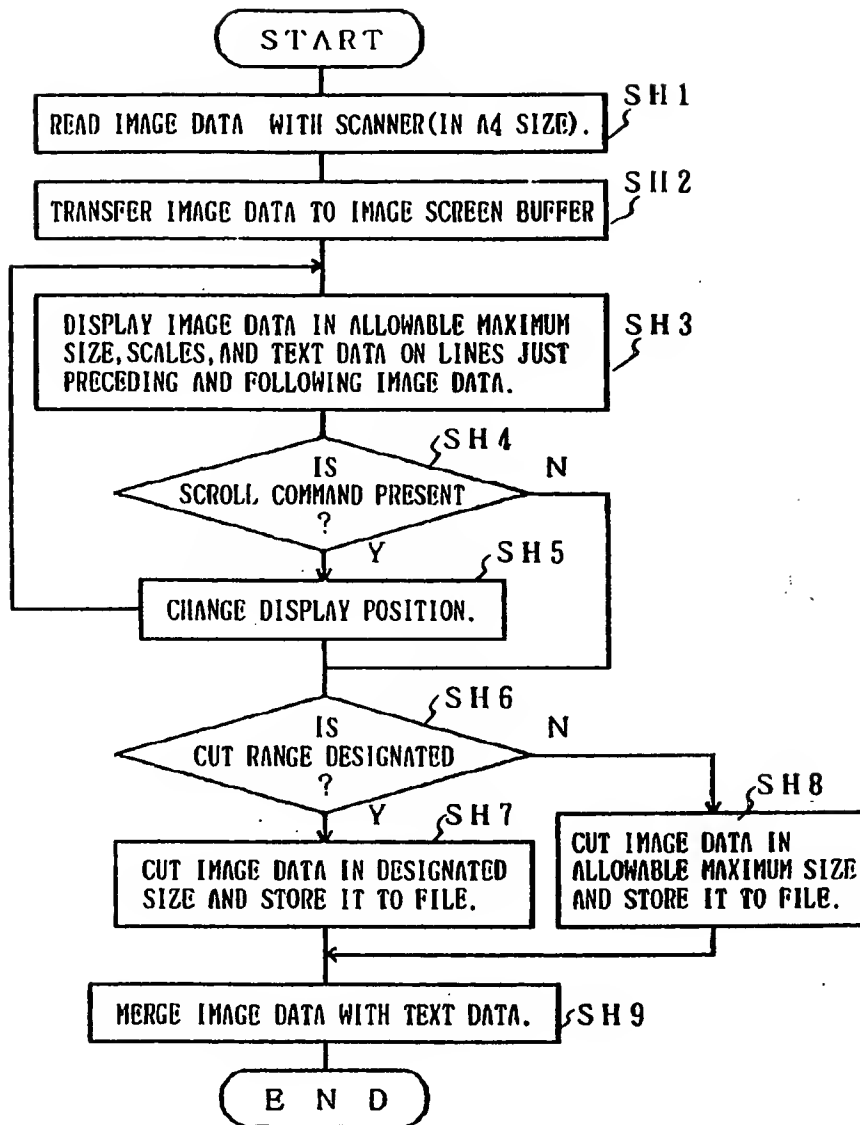 START
SH1
READ IMAGE DATA WITH SCANNER(IN A4 SIZE).
SH2
TRANSFER IMAGE DATA TO IMAGE SCREEN BUFFER
SH3
DISPLAY IMAGE DATA IN ALLOWABLE MAXIMUM
SIZE,SCALES,AND TEXT DATA ON LINES JUST
PRECEDING AND FOLLOWING IMAGE DATA.
SH4
IS
SCROLL COMMAND PRESENT
?
N
Y
SH5
CHANGE DISPLAY POSITION.
SH6
IS
CUT RANGE DESIGNATED
?
N
Y
SH7
CUT IMAGE DATA IN DESIGNATED
SIZE AND STORE IT TO FILE.
SH8
CUT IMAGE DATA IN
ALLOWABLE MAXIMUM SIZE
AND STORE IT TO FILE.
MERGE IMAGE DATA WITH TEXT DATA.
SH9
END